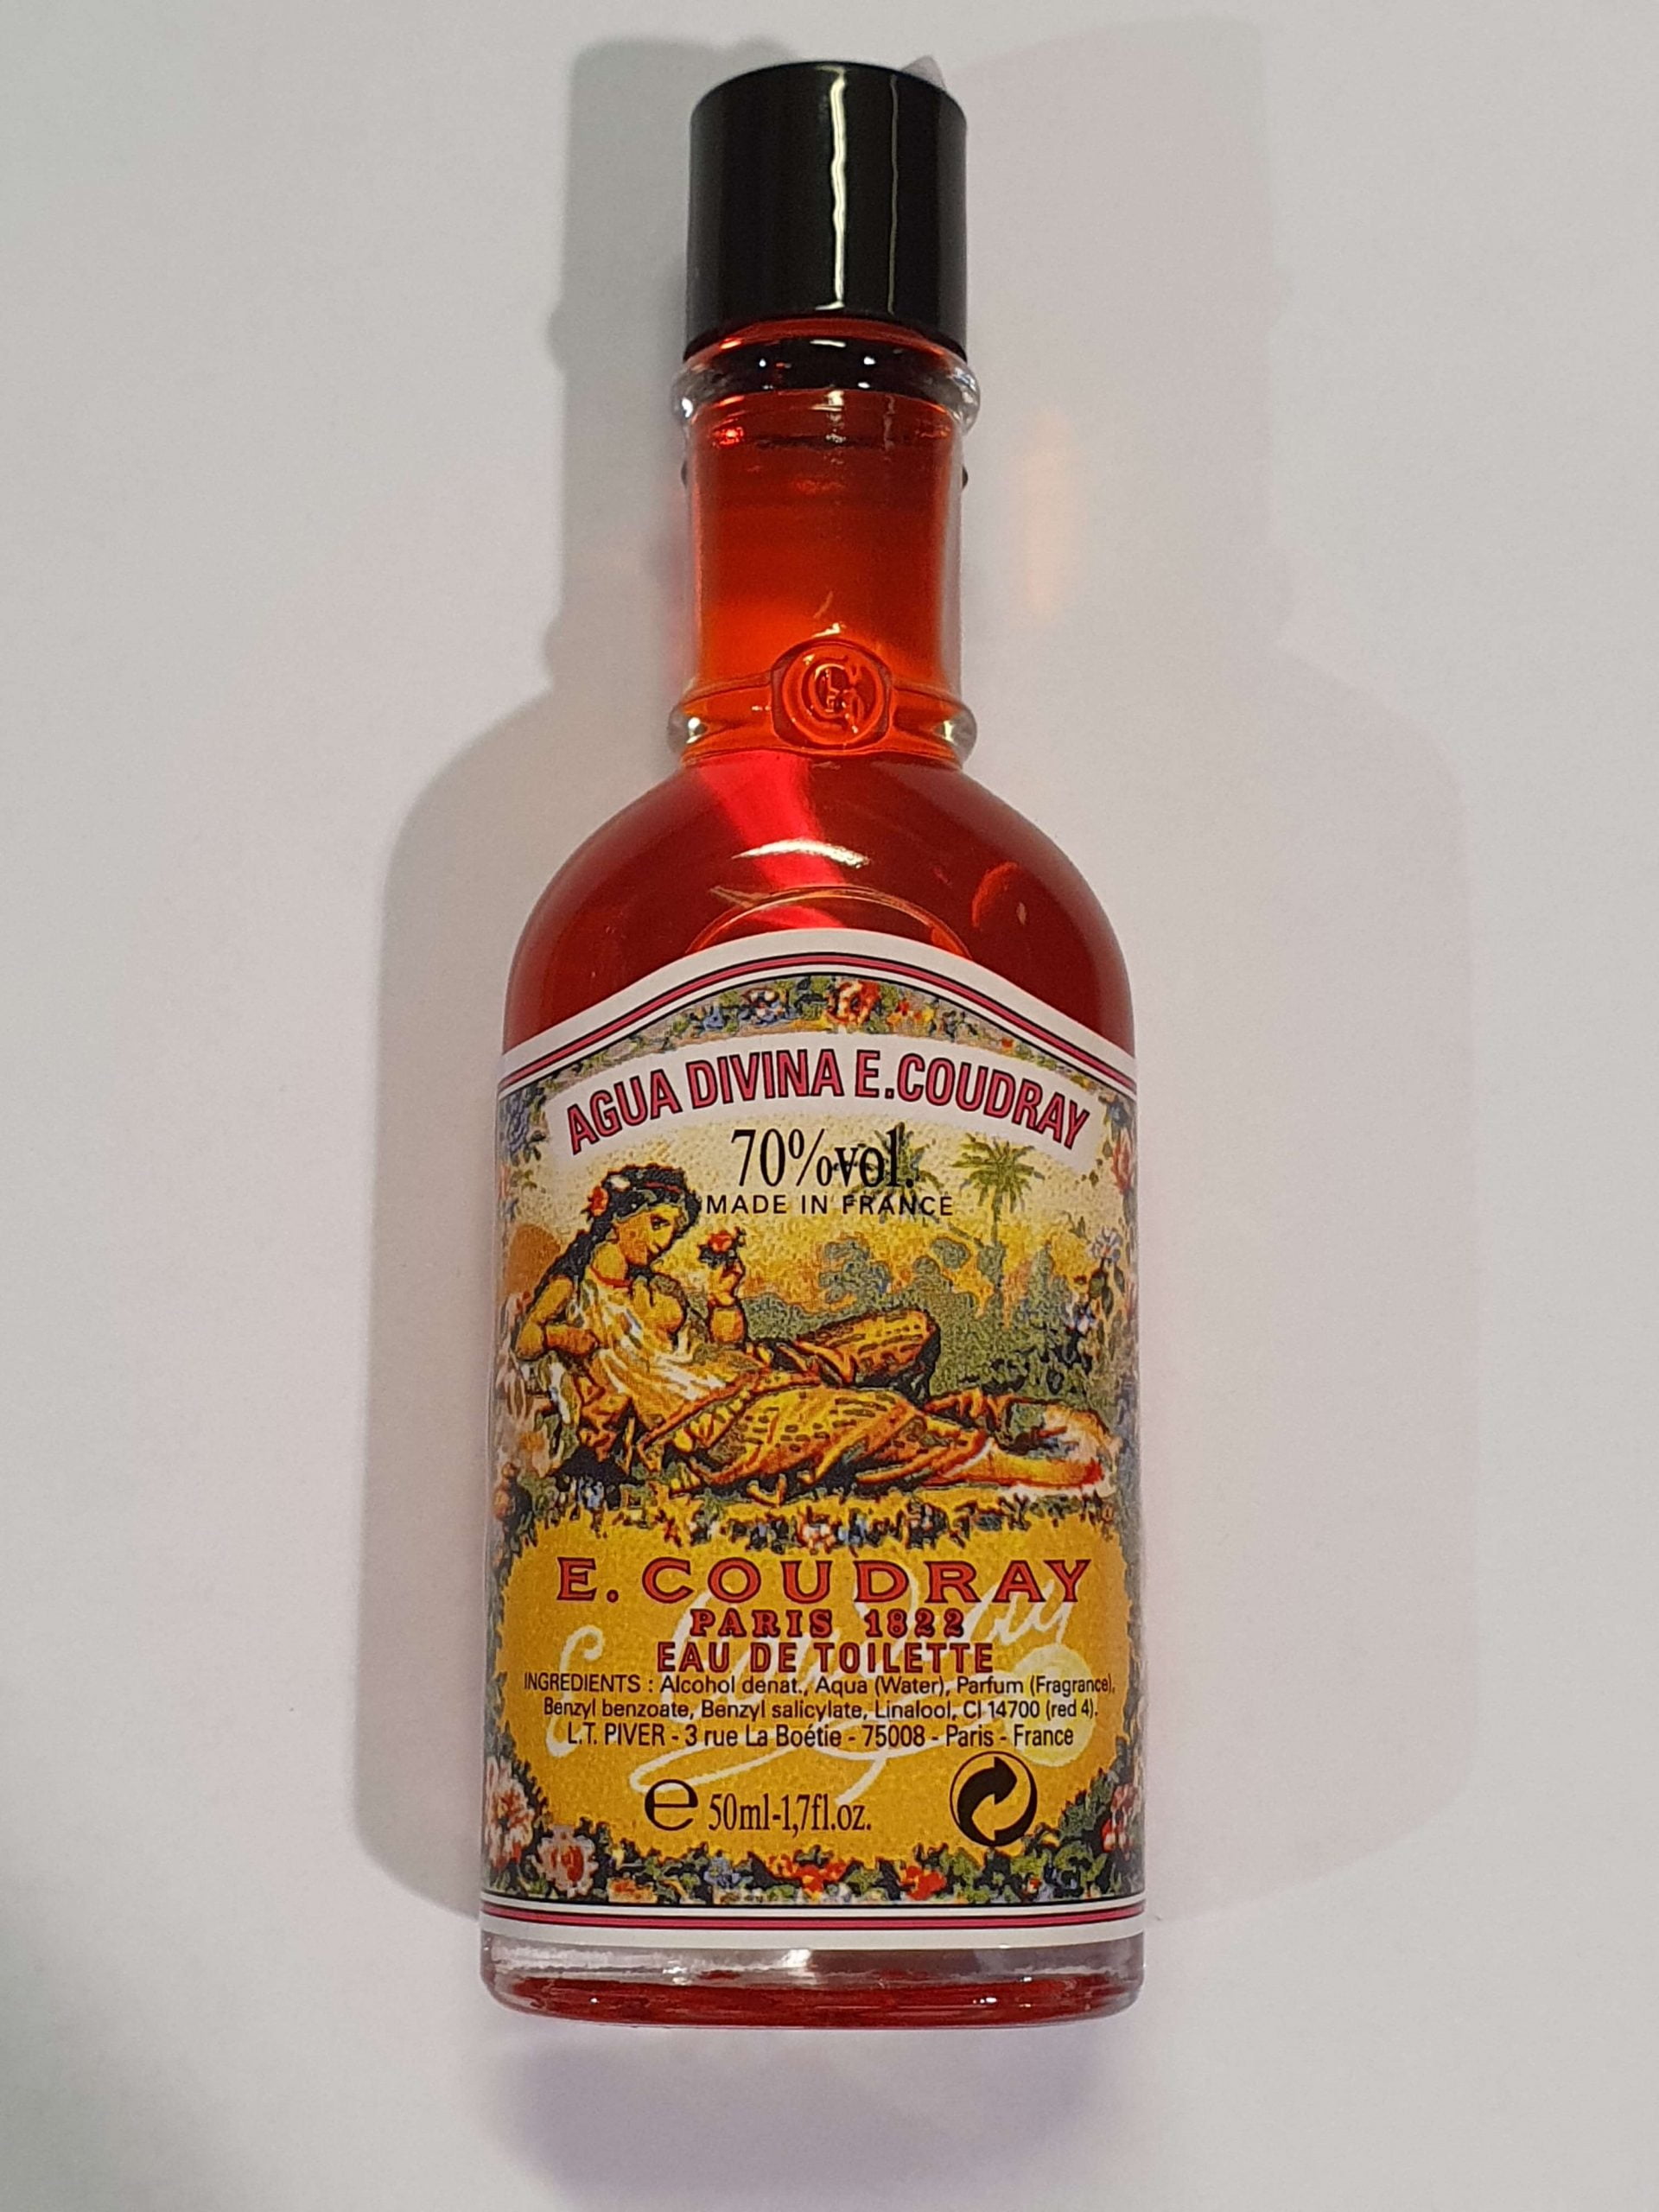 AGUA DIVINA E.COUDRAY
70%vol.
MADE IN FRANCE
E. COUDRAY
PARIS 1822
EAU DE TOILETTE
INGREDIENTS : Alcohol denat., Aqua (Water), Parfum (Fragrance),
Benzyl benzoate, Benzyl salicylate, Linalool, CI 14700 (red 4).
L.T. PIVER - 3 rue La Boétie - 75008 - Paris - France
e 50ml-1,7fl.oz.